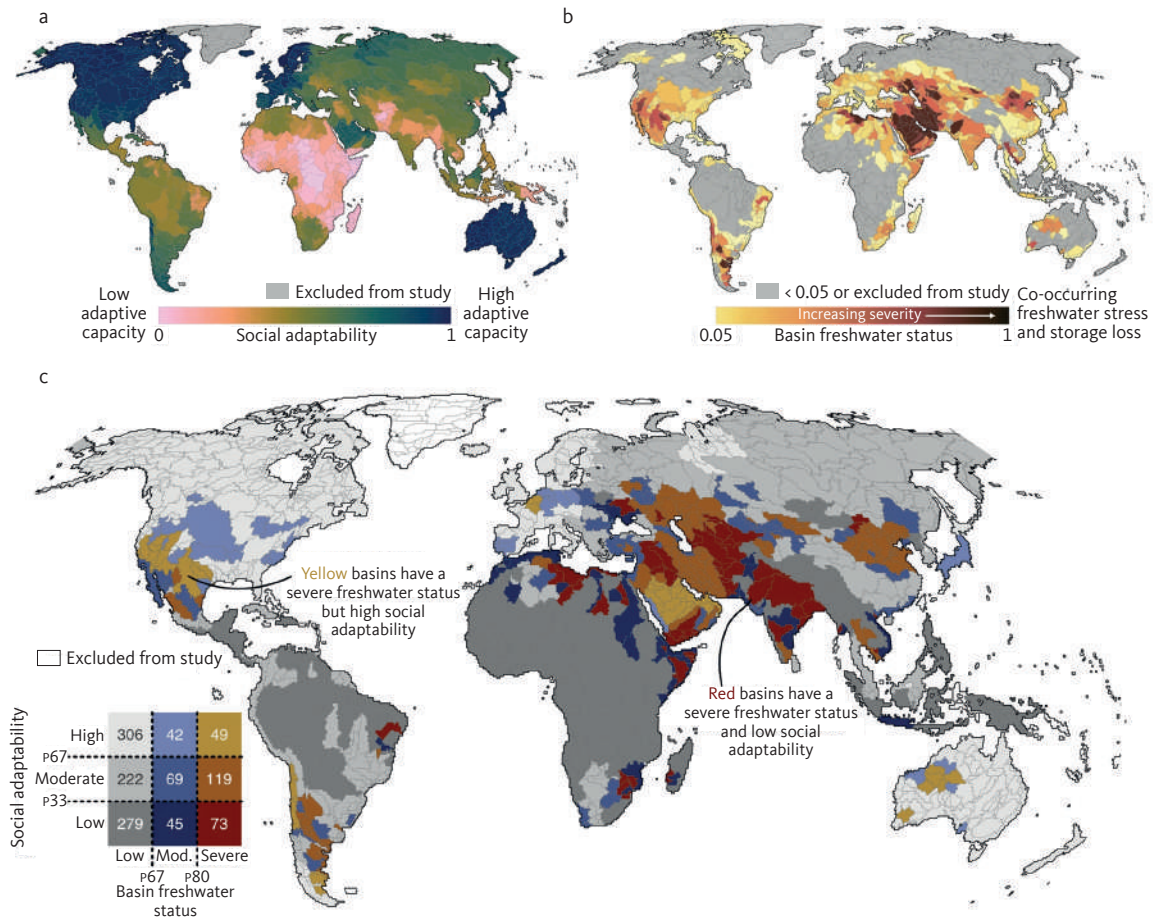 a
b
Low
adaptive
capacity
Excluded from study
High
adaptive
capacity
0
Social adaptability
1
< 0.05 or excluded from study
Co-occurring
freshwater stress
and storage loss
Increasing severity
0.05
Basin freshwater status
1
c
Yellow basins have a
severe freshwater status
but high social
adaptability
Excluded from study
Red basins have a
severe freshwater status
and low social
adaptability
Social adaptability
High
306
42
49
P67
Moderate
222
69
119
P33
Low
279
45
73
Low
Mod.
Severe
P67
P80
Basin freshwater
status